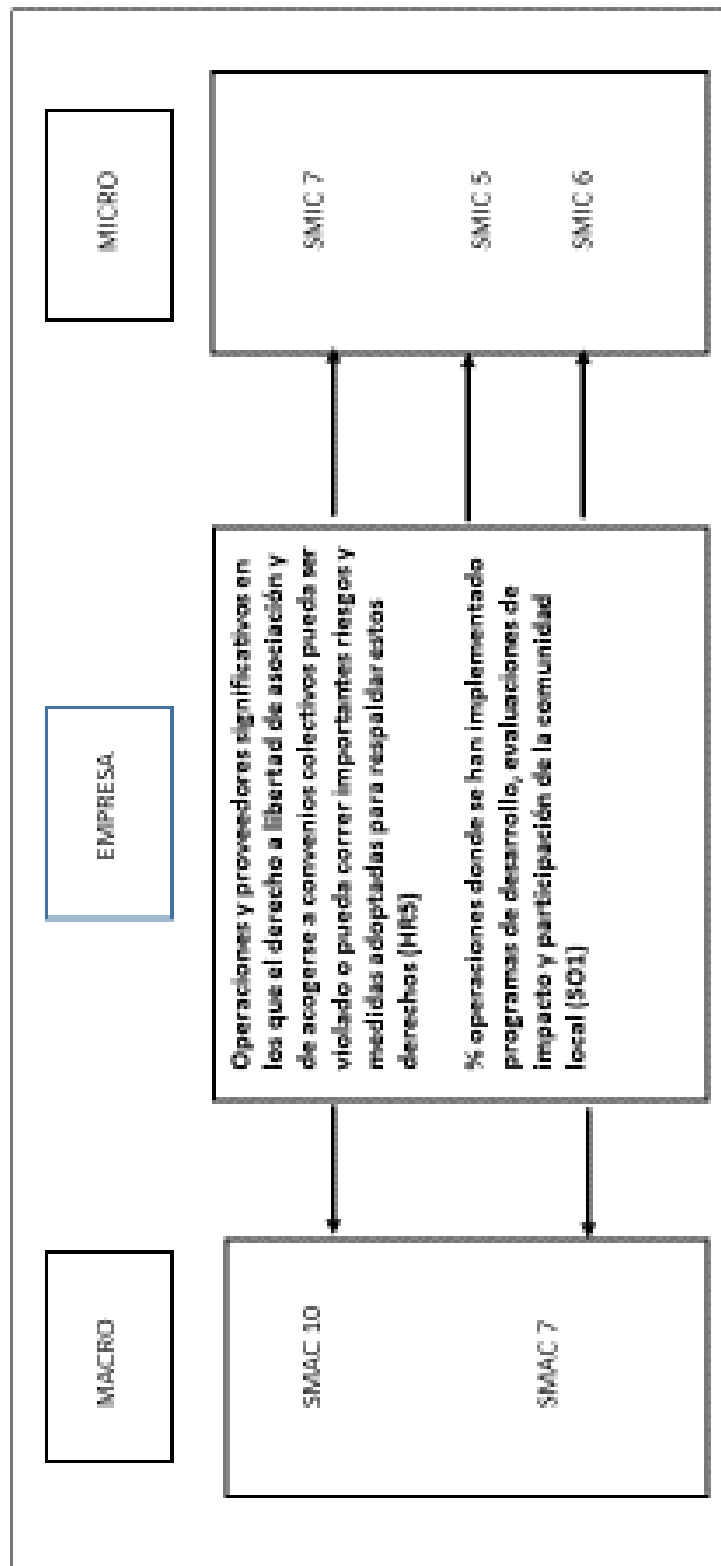 MACRO
EMPRESA
MICRO
SMAC 10
SMAC 7
Operaciones y proveedores significativos en
los que el derecho a libertad de asociación y
de acogerse a convenios colectivos pueda ser
violado o pueda correr importantes riesgos y
medidas adoptadas para respaldar estos
derechos (HR5)
% operaciones donde se han implementado
programas de desarrollo, evaluaciones de
impacto y participación de la comunidad
local (SO1)
SMIC 7
SMIC 5
SMIC 6